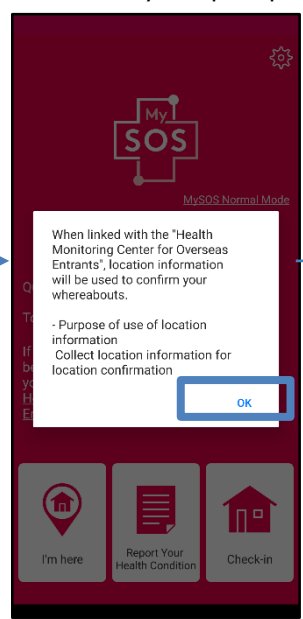 My
SOS
MySOS Normal Mode
When linked with the "Health
Monitoring Center for Overseas
Entrants", location information
will be used to confirm your
whereabouts.
- Purpose of use of location
information
Collect location information for
location confirmation
OK
I'm here
Report Your
Health Condition
Check-in